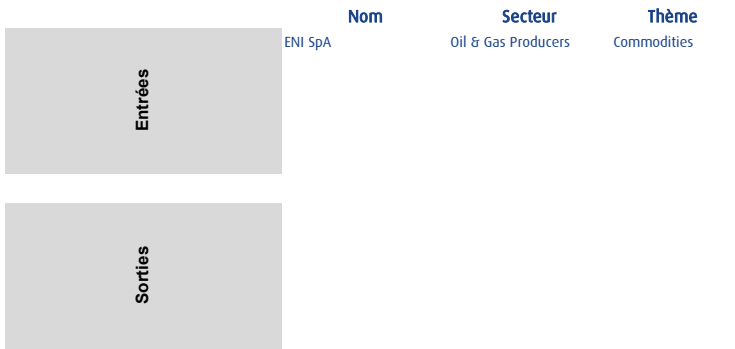 Nom Secteur Thème
ENI SpA Oil & Gas Producers Commodities
Entrées
Sorties